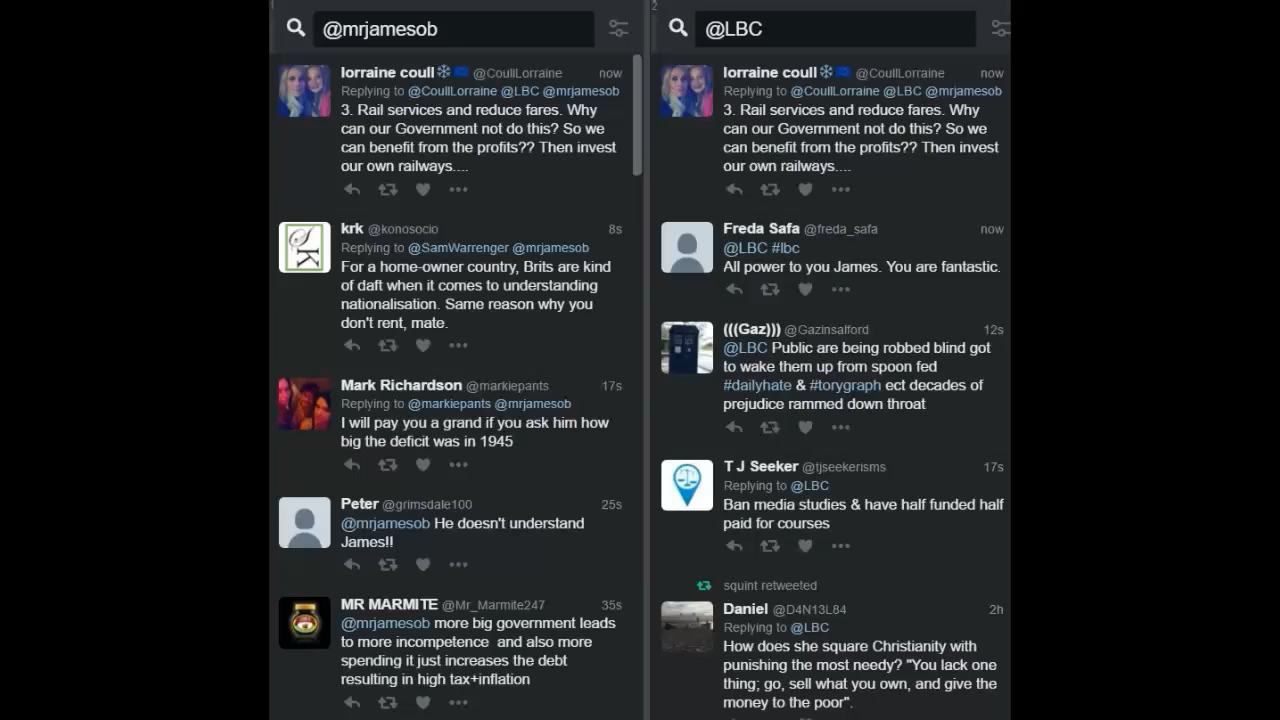 1
@mrjamesob
lorraine coull❄🇪🇺 @CoullLorraine now
Replying to @CoullLorraine @LBC @mrjamesob
3. Rail services and reduce fares. Why
can our Government not do this? So we
can benefit from the profits?? Then invest
our own railways....
krk @konosocio 8s
Replying to @SamWarrenger @mrjamesob
For a home-owner country, Brits are kind
of daft when it comes to understanding
nationalisation. Same reason why you
don't rent, mate.
Mark Richardson @markiepants 17s
Replying to @markiepants @mrjamesob
I will pay you a grand if you ask him how
big the deficit was in 1945
Peter @grimsdale100 25s
@mrjamesob He doesn't understand
James!!
MR MARMITE @Mr_Marmite247 35s
@mrjamesob more big government leads
to more incompetence and also more
spending it just increases the debt
resulting in high tax+inflation
2
@LBC
lorraine coull❄🇪🇺 @CoullLorraine now
Replying to @CoullLorraine @LBC @mrjamesob
3. Rail services and reduce fares. Why
can our Government not do this? So we
can benefit from the profits?? Then invest
our own railways....
Freda Safa @freda_safa now
@LBC #lbc
All power to you James. You are fantastic.
(((Gaz))) @Gazinsalford 12s
@LBC Public are being robbed blind got
to wake them up from spoon fed
#dailyhate & #torygraph ect decades of
prejudice rammed down throat
T J Seeker @tjseekerisms 17s
Replying to @LBC
Ban media studies & have half funded half
paid for courses
squint retweeted
Daniel @D4N13L84 2h
Replying to @LBC
How does she square Christianity with
punishing the most needy? "You lack one
thing; go, sell what you own, and give the
money to the poor".